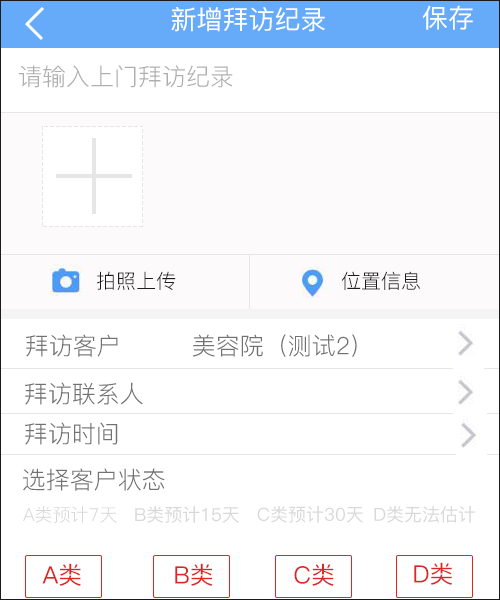 新增拜访纪录 保存
请输入上门拜访纪录
拍照上传 位置信息
拜访客户 美容院（测试2）
拜访联系人
拜访时间
选择客户状态
A类预计7天 B类预计15天 C类预计30天 D类无法估计
A类 B类 C类 D类